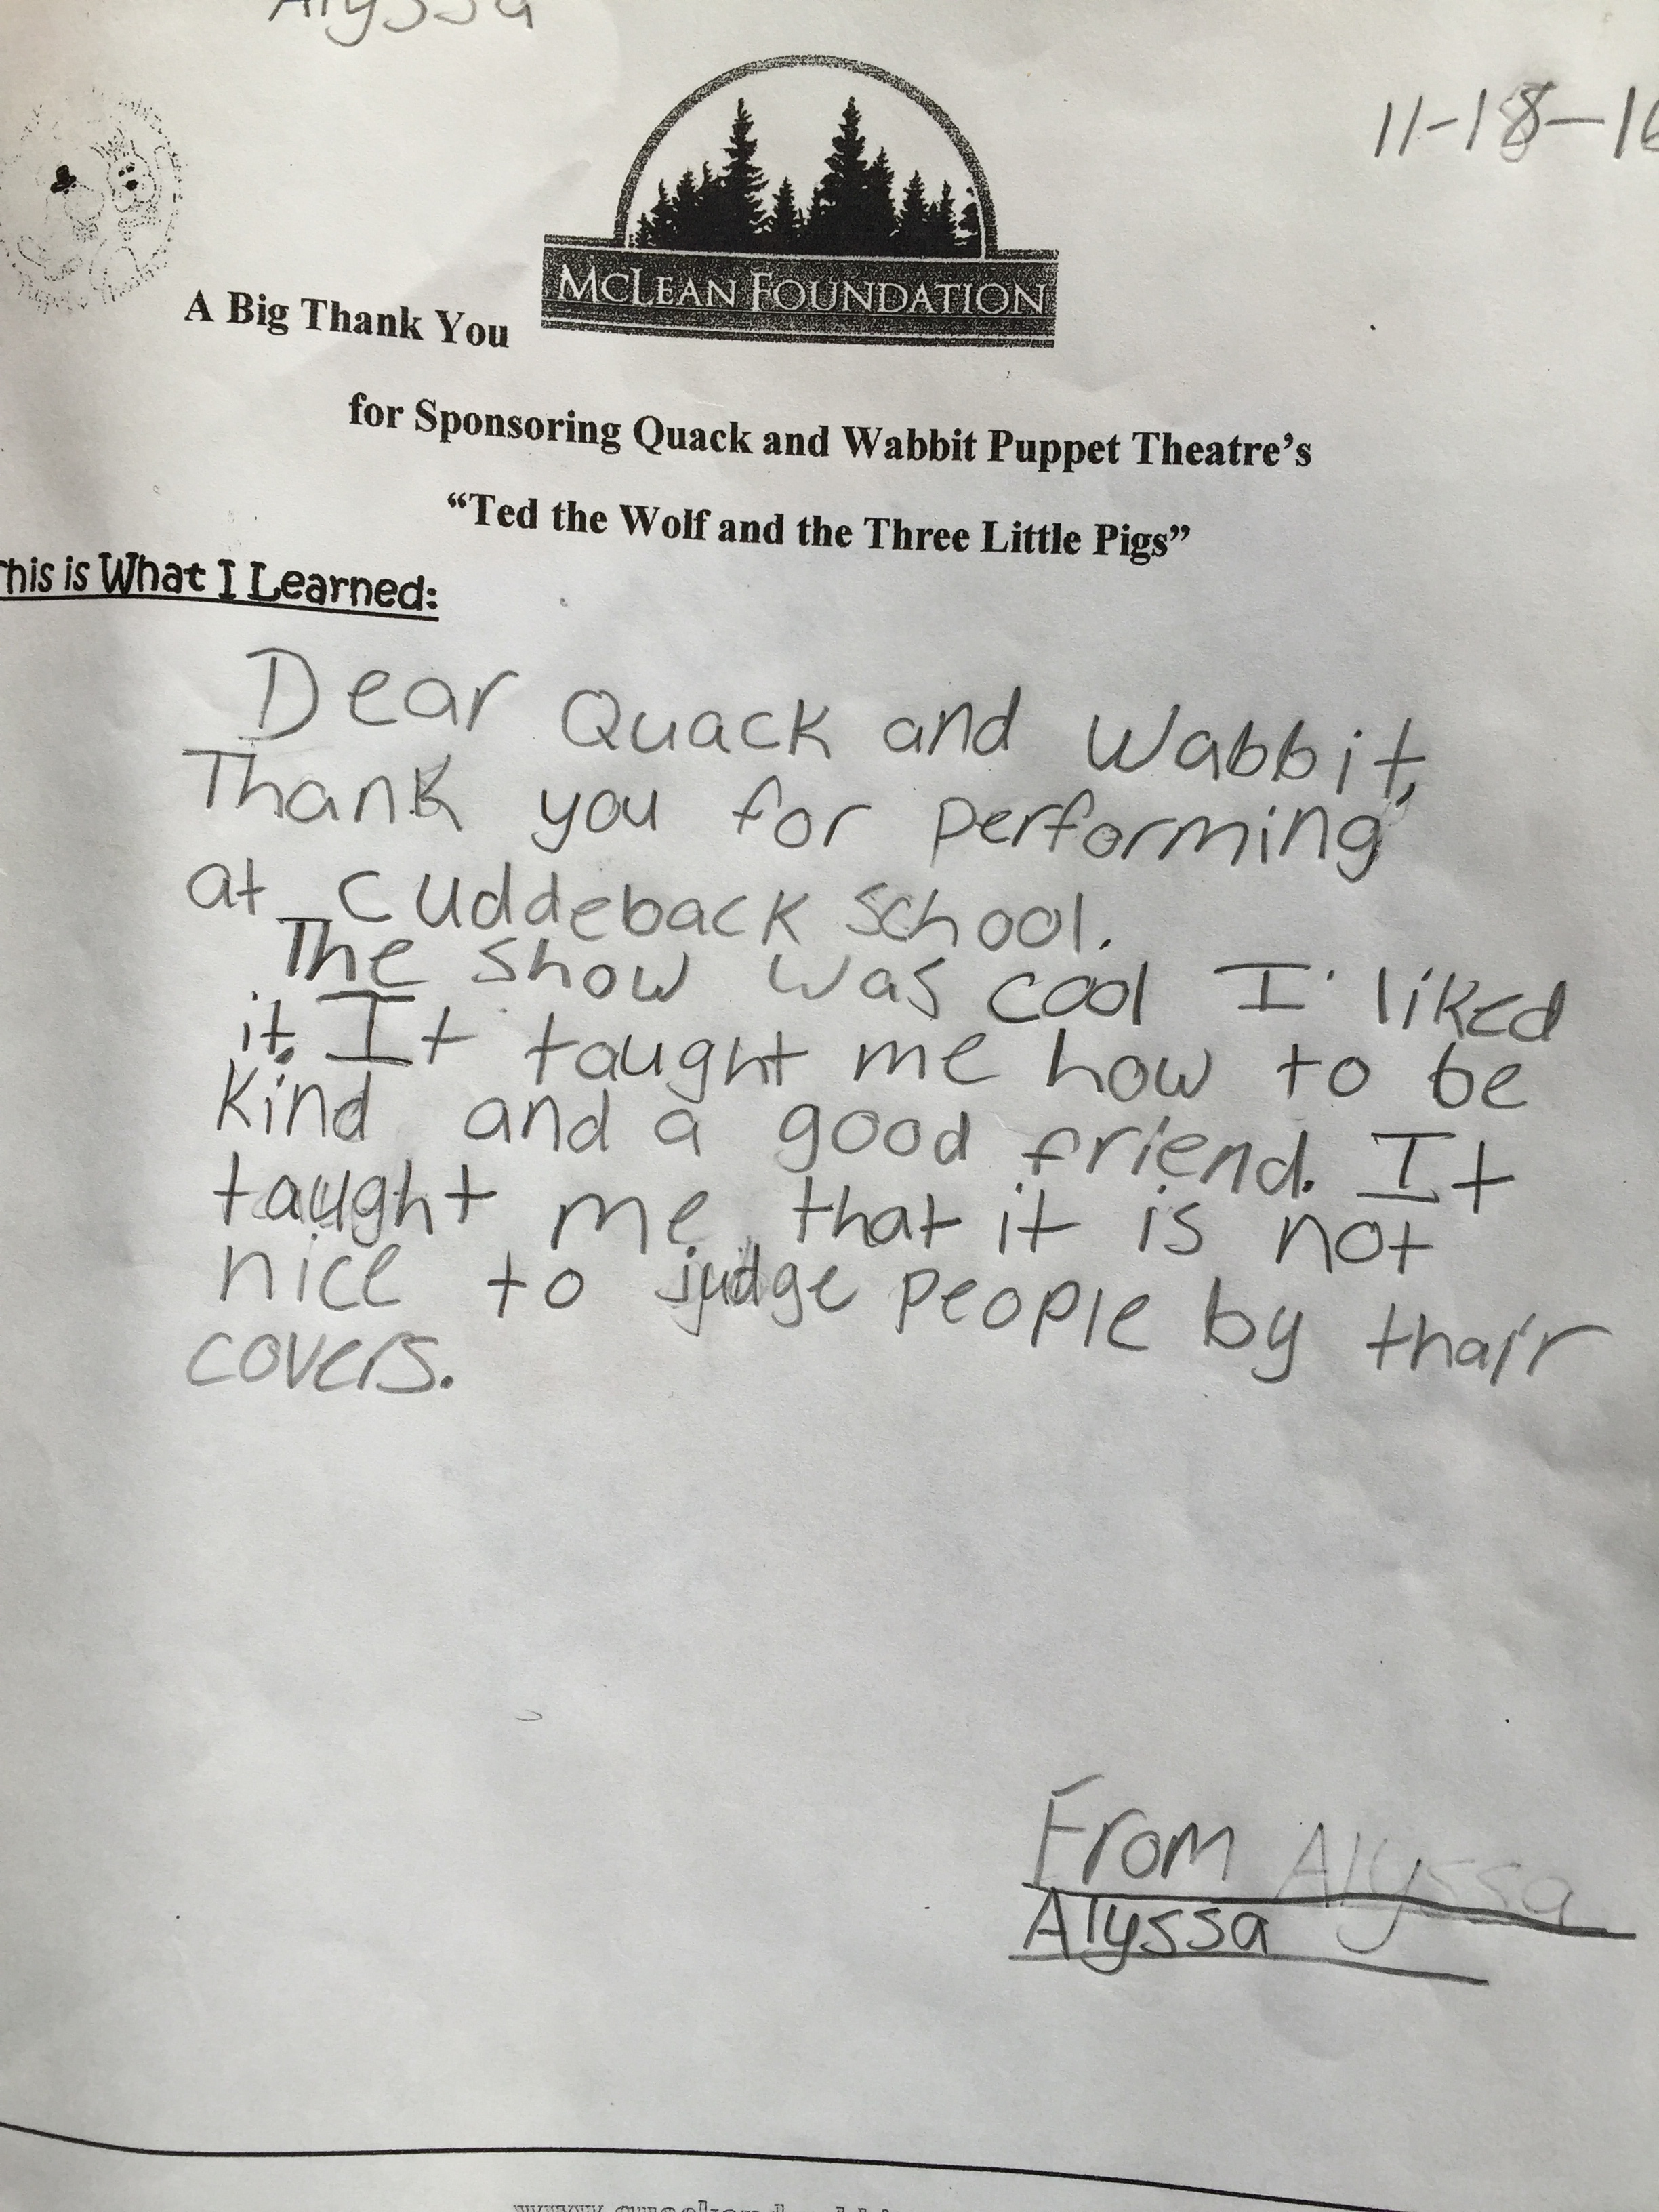 Alyssa
11-18-16
McLean Foundation
A Big Thank You
for Sponsoring Quack and Wabbit Puppet Theatre's
"Ted the Wolf and the Three Little Pigs"
This is What I Learned:
Dear Quack and Wabbit,
Thank you for performing
at Cuddeback School.
The show was cool I liked
it. It taught me how to be
kind and a good friend. It
taught me that it is not
nice to judge people by thair
covers.
From Alyssa
Alyssa